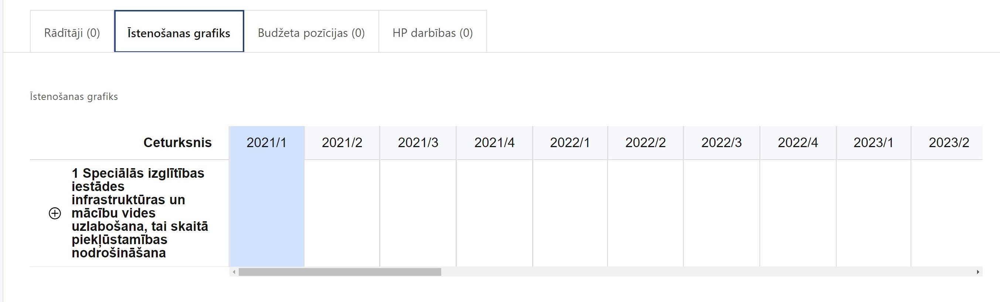 Rādītāji (0)
Īstenošanas grafiks
Budžeta pozīcijas (0)
HP darbības (0)
Īstenošanas grafiks
Ceturksnis 2021/1 2021/2 2021/3 2021/4 2022/1 2022/2 2022/3 2022/4 2023/1 2023/2
1 Speciālās izglītības
iestādes
infrastruktūras un
mācību vides
uzlabošana, tai skaitā
piekļūstamības
nodrošināšana